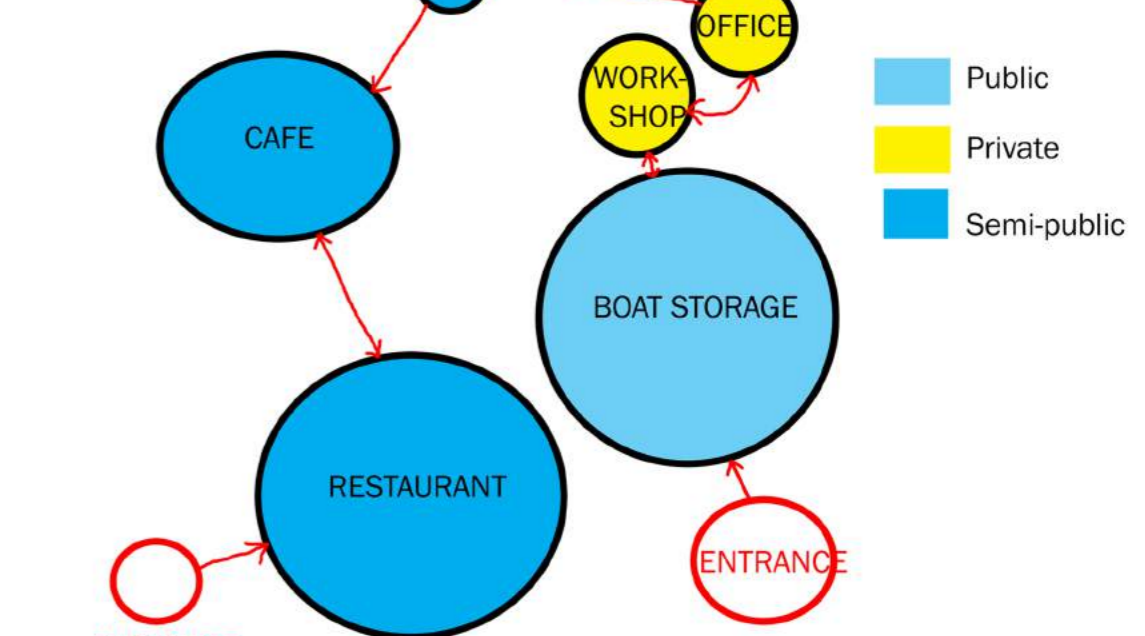 OFFICE
WORK-
SHOP
Public
CAFE
Private
Semi-public
BOAT STORAGE
RESTAURANT
ENTRANCE